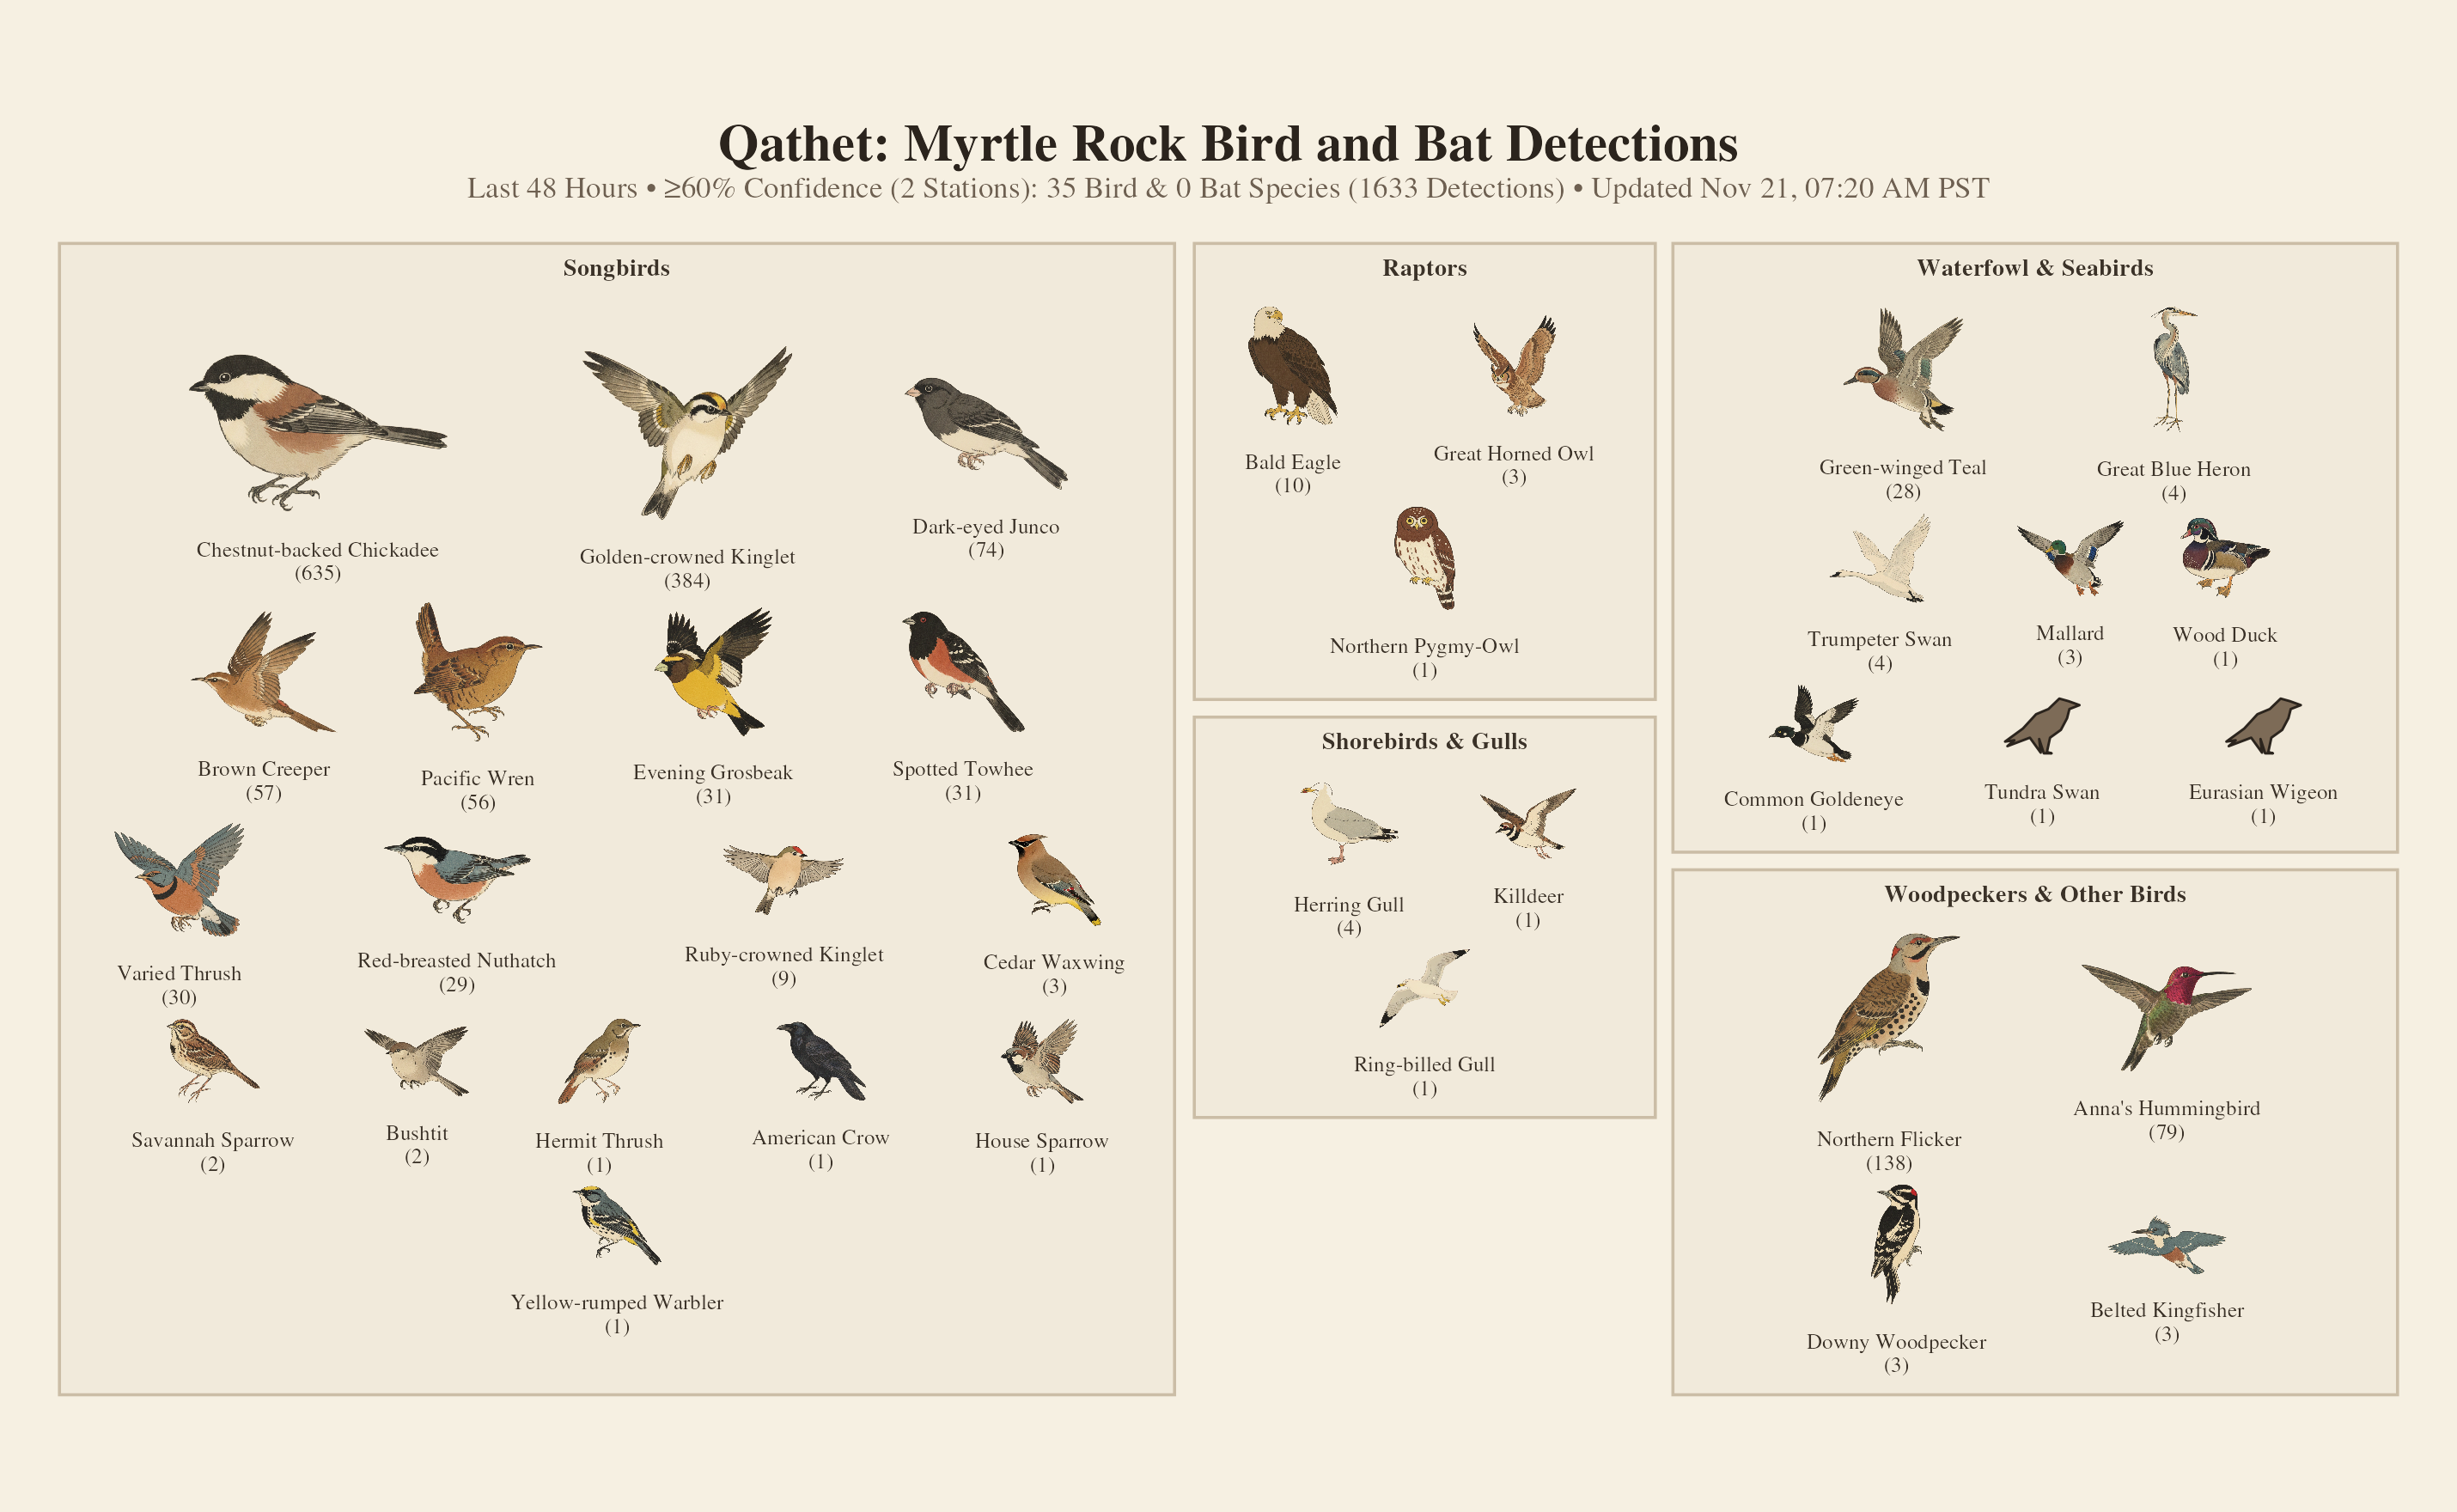 Qathet: Myrtle Rock Bird and Bat Detections
Last 48 Hours • ≥60% Confidence (2 Stations): 35 Bird & 0 Bat Species (1633 Detections) • Updated Nov 21, 07:20 AM PST
Songbirds
Chestnut-backed Chickadee
(635)
Golden-crowned Kinglet
(384)
Dark-eyed Junco
(74)
Brown Creeper
(57)
Pacific Wren
(56)
Evening Grosbeak
(31)
Spotted Towhee
(31)
Varied Thrush
(30)
Red-breasted Nuthatch
(29)
Ruby-crowned Kinglet
(9)
Cedar Waxwing
(3)
Savannah Sparrow
(2)
Bushtit
(2)
Hermit Thrush
(1)
American Crow
(1)
House Sparrow
(1)
Yellow-rumped Warbler
(1)
Raptors
Bald Eagle
(10)
Great Horned Owl
(3)
Northern Pygmy-Owl
(1)
Shorebirds & Gulls
Herring Gull
(4)
Killdeer
(1)
Ring-billed Gull
(1)
Waterfowl & Seabirds
Green-winged Teal
(28)
Great Blue Heron
(4)
Trumpeter Swan
(4)
Mallard
(3)
Wood Duck
(1)
Common Goldeneye
(1)
Tundra Swan
(1)
Eurasian Wigeon
(1)
Woodpeckers & Other Birds
Northern Flicker
(138)
Anna's Hummingbird
(79)
Downy Woodpecker
(3)
Belted Kingfisher
(3)